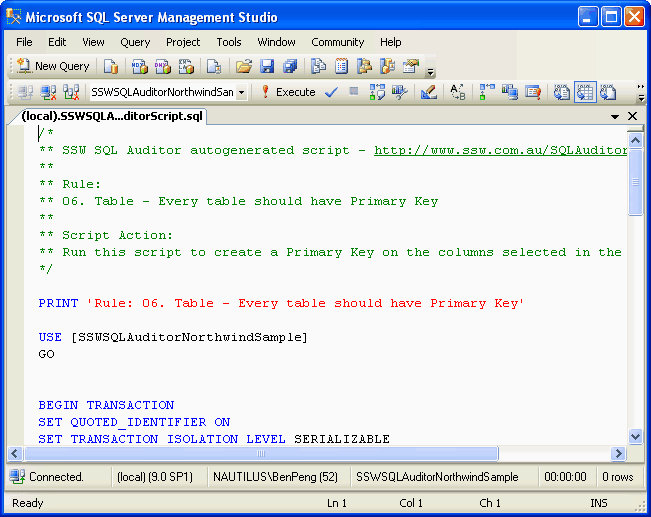 Microsoft SQL Server Management Studio
File Edit View Query Project Tools Window Community Help
New Query
SSWSQLAuditorNorthwindSan Execute
(local).SSWSQLA...ditorScript.sql
/*
** SSW SQL Auditor autogenerated script - http://www.ssw.com.au/SQLAuditor
**
** Rule:
** 06. Table - Every table should have Primary Key
**
** Script Action:
** Run this script to create a Primary Key on the columns selected in the
*/
PRINT 'Rule: 06. Table - Every table should have Primary Key'
USE [SSWSQLAuditorNorthwindSample]
GO
BEGIN TRANSACTION
SET QUOTED_IDENTIFIER ON
SET TRANSACTION ISOLATION LEVEL SERIALIZABLE
Connected. (local) (9.0 SP1) NAUTILUS\BenPeng (52) SSWSQLAuditorNorthwindSample 00:00:00 0 rows
Ready Ln 1 Col 1 Ch 1 INS